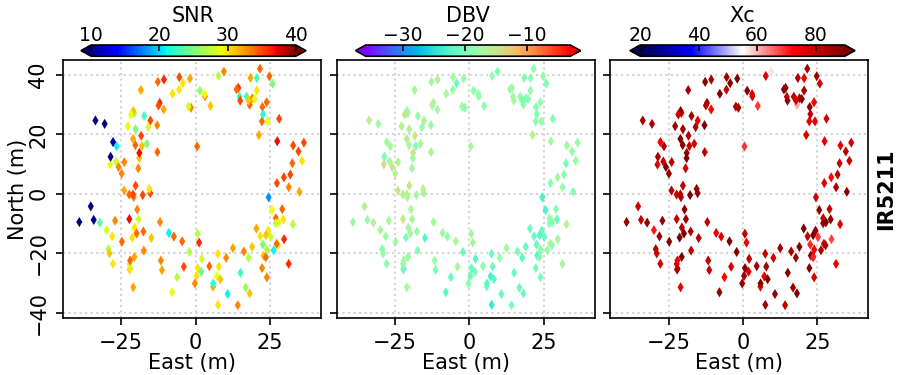 SNR DBV Xc
10 20 30 40 −30 −20 −10 20 40 60 80
40
20
0
−20
−40
North (m)
IR5211
−25 0 25 −25 0 25 −25 0 25
East (m) East (m) East (m)